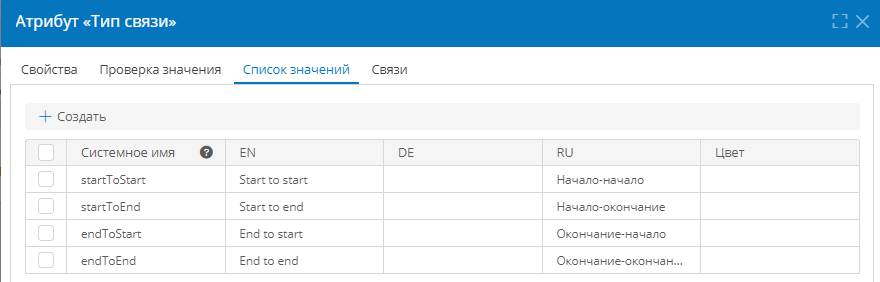 Атрибут «Тип связи»
Свойства Проверка значения Список значений Связи
+ Создать
Системное имя ? EN DE RU Цвет
startToStart Start to start Начало-начало
startToEnd Start to end Начало-окончание
endToStart End to start Окончание-начало
endToEnd End to end Окончание-окончан...